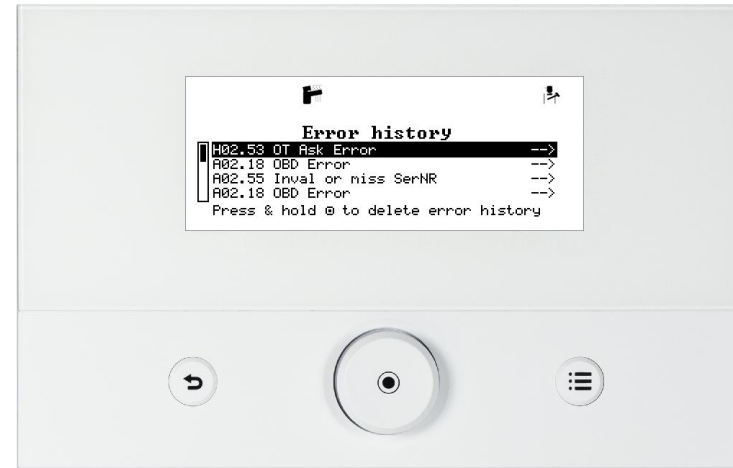 Error history
H02.53 OT Ask Error -->
A02.18 OBD Error -->
A02.55 Inval or miss SerNR -->
A02.18 OBD Error -->
Press & hold ⊙ to delete error history